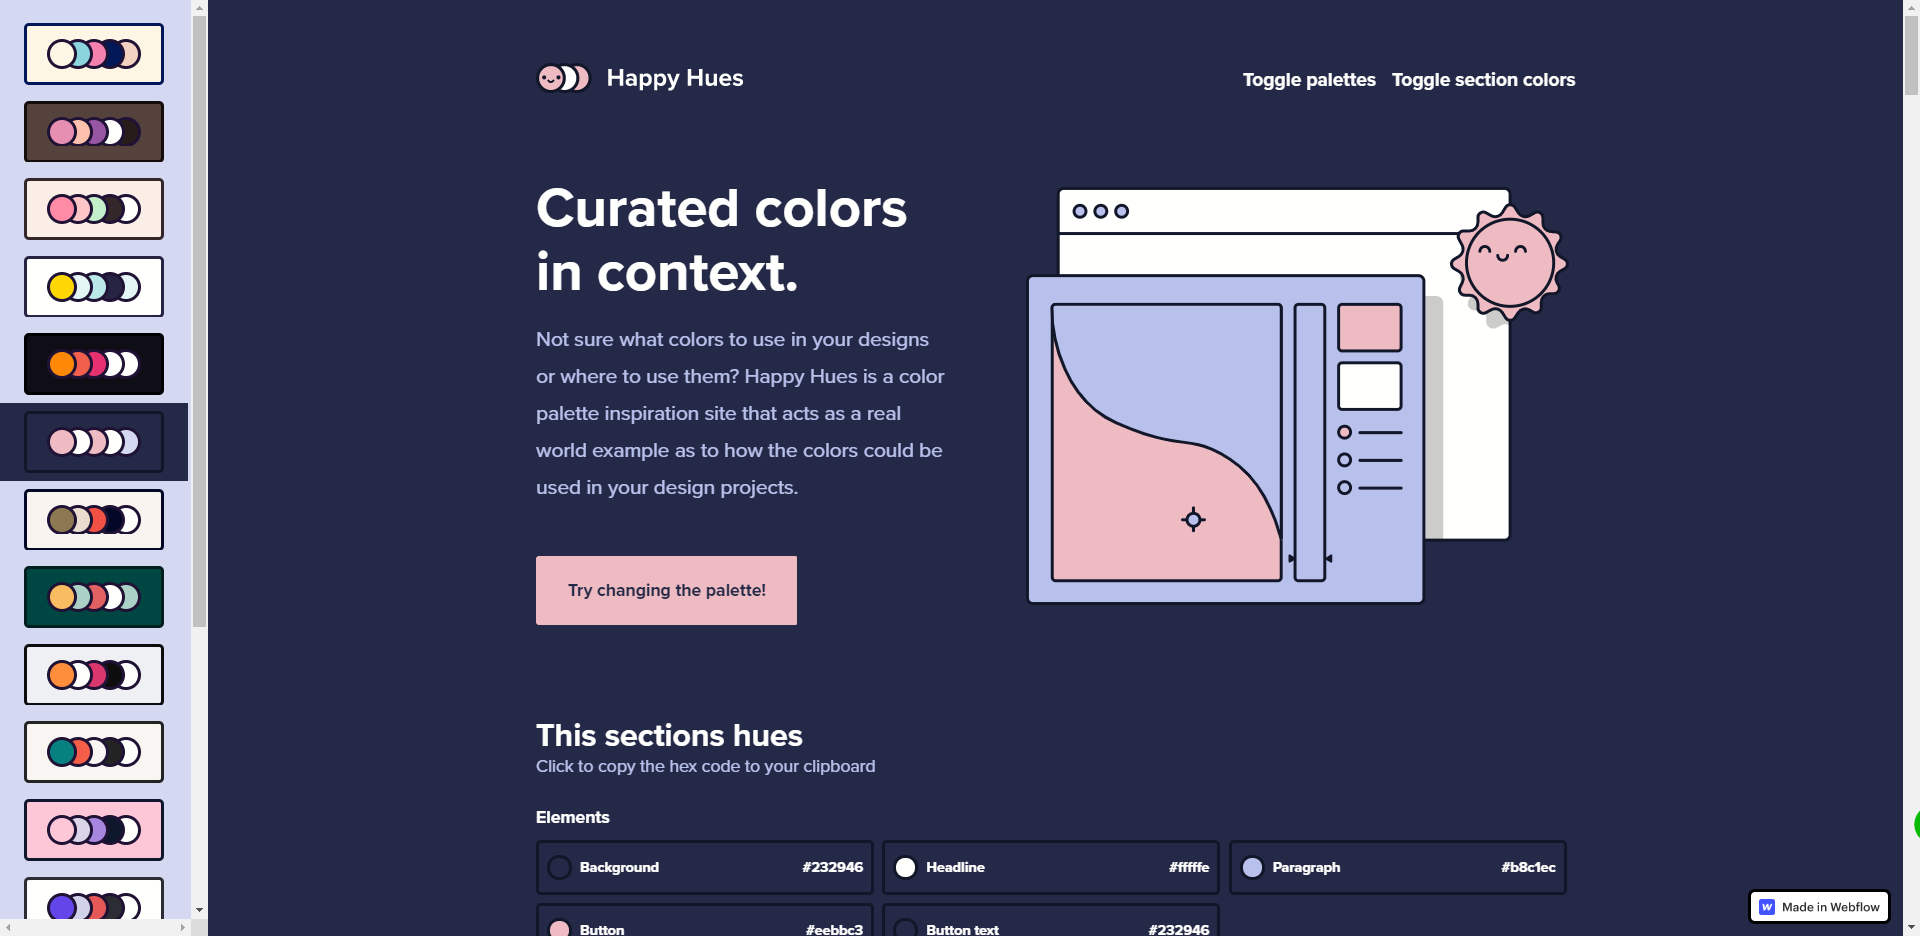 Happy Hues
Toggle palettes
Toggle section colors
Curated colors
in context.
Not sure what colors to use in your designs
or where to use them? Happy Hues is a color
palette inspiration site that acts as a real
world example as to how the colors could be
used in your design projects.
Try changing the palette!
This sections hues
Click to copy the hex code to your clipboard
Elements
Background #232946
Headline #fffffe
Paragraph #b8c1ec
Button #eebbc3
Button text #232946
Made in Webflow